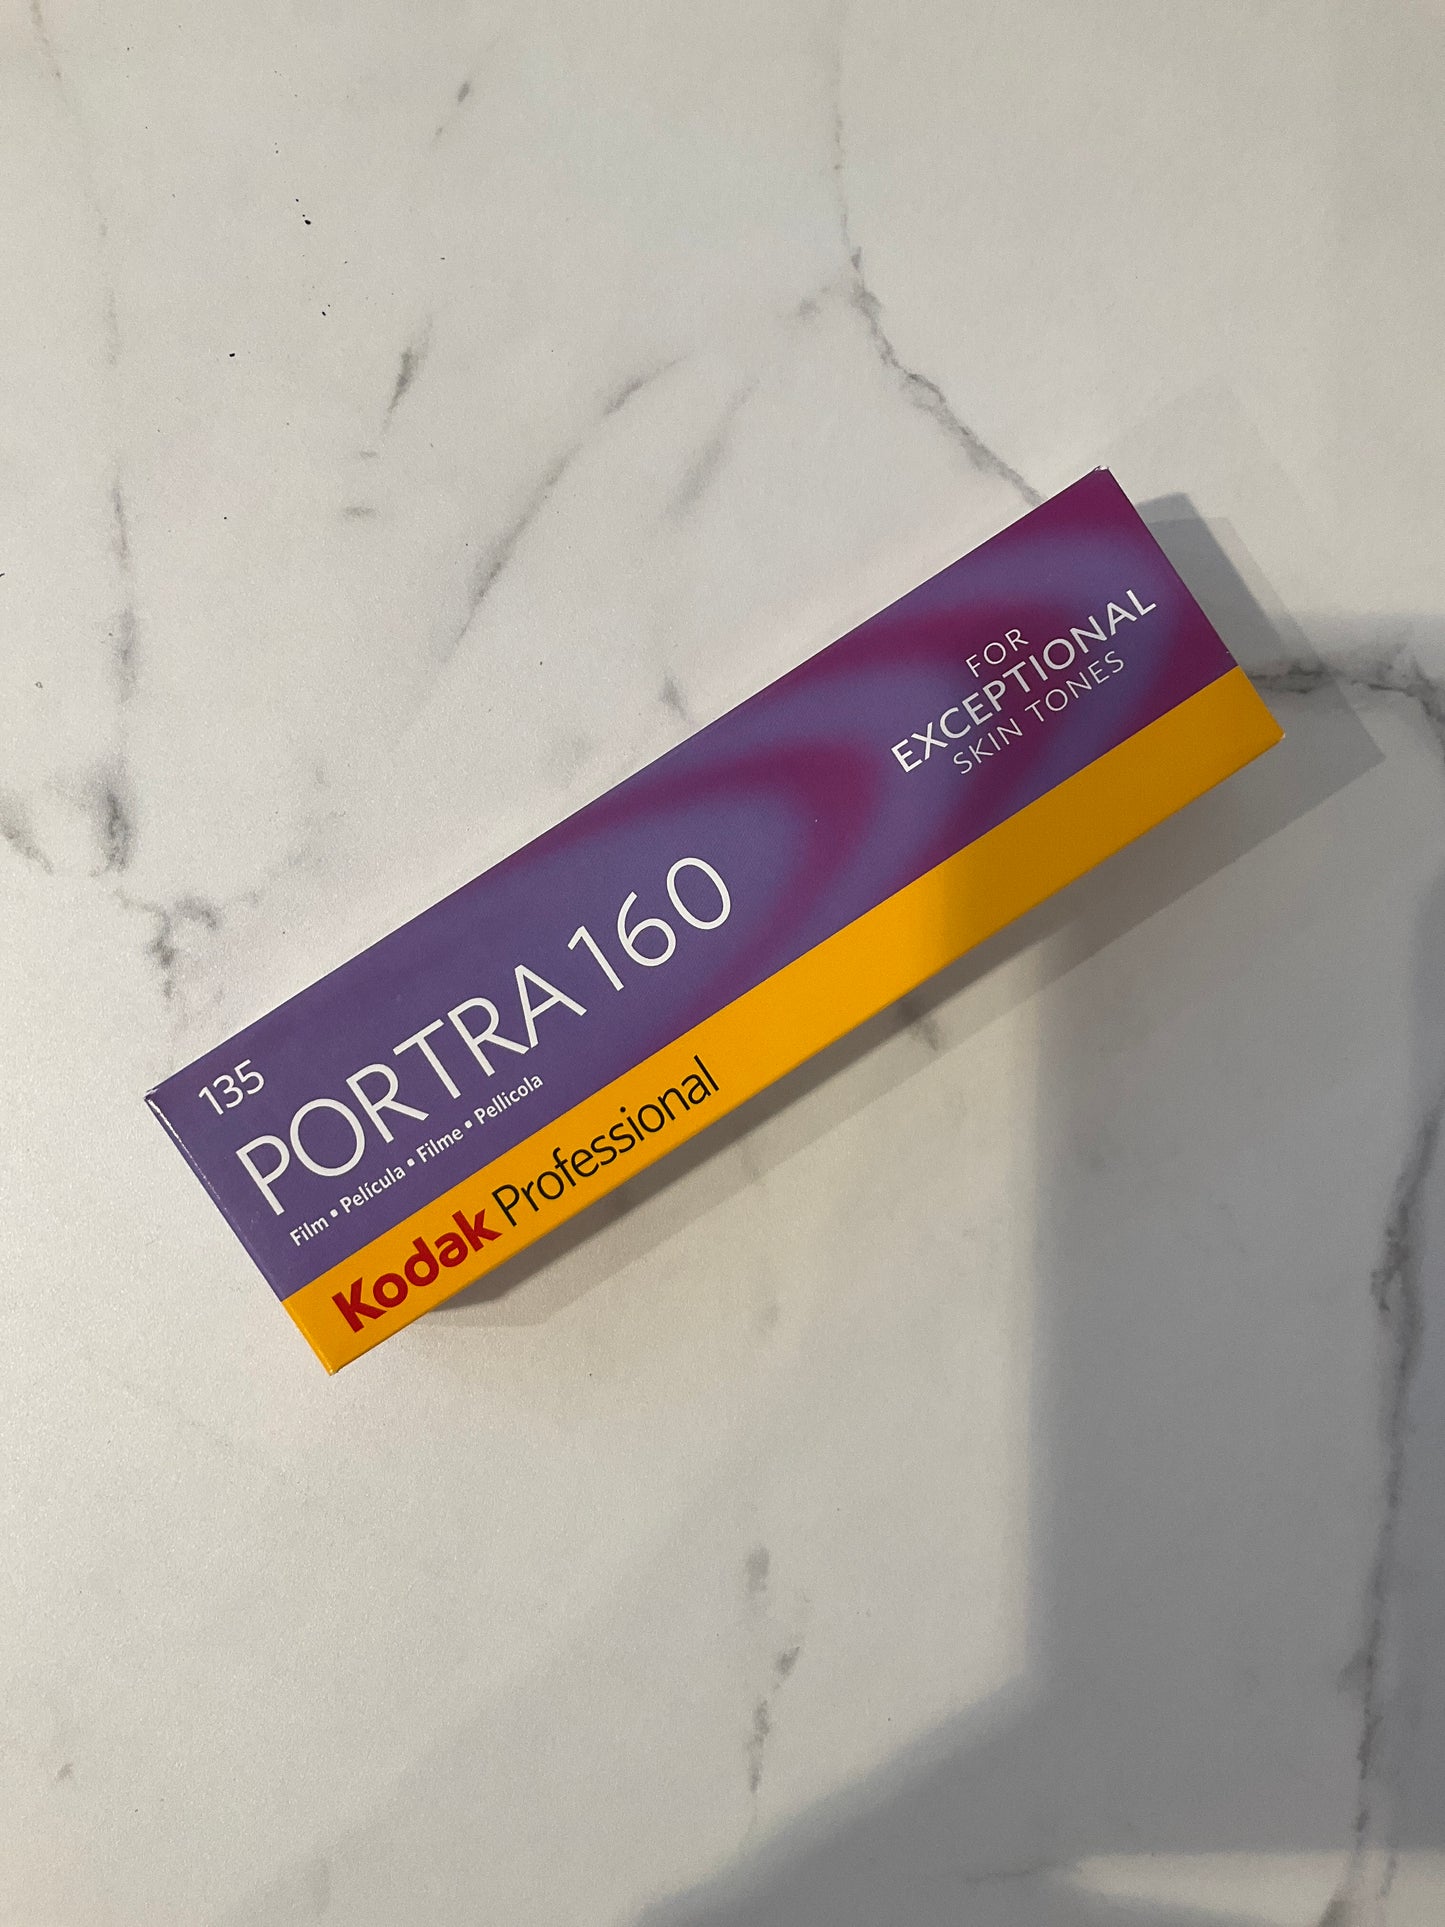 135
PORTRA 160
Film ▪ Película ▪ Filme ▪ Pellicola
Kodak Professional
FOR
EXCEPTIONAL
SKIN TONES